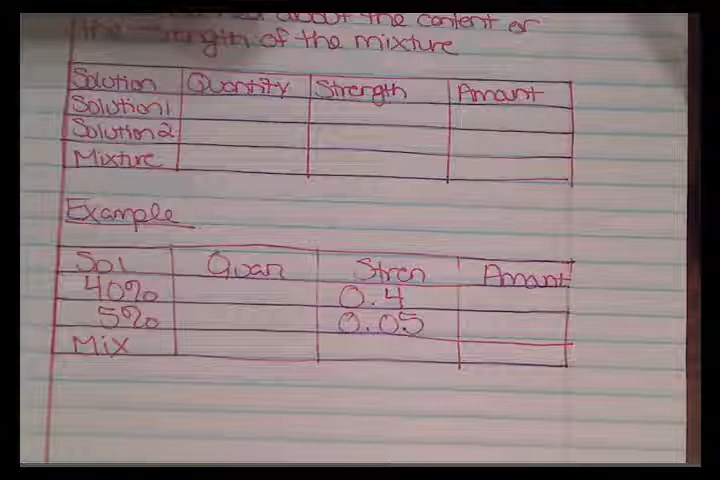 about the content or
the strength of the mixture
Solution Quantity Strength Amount
Solution 1
Solution 2
Mixture
Example
Sol Quan Stren Amant
40% 0.4
5% 0.05
Mix